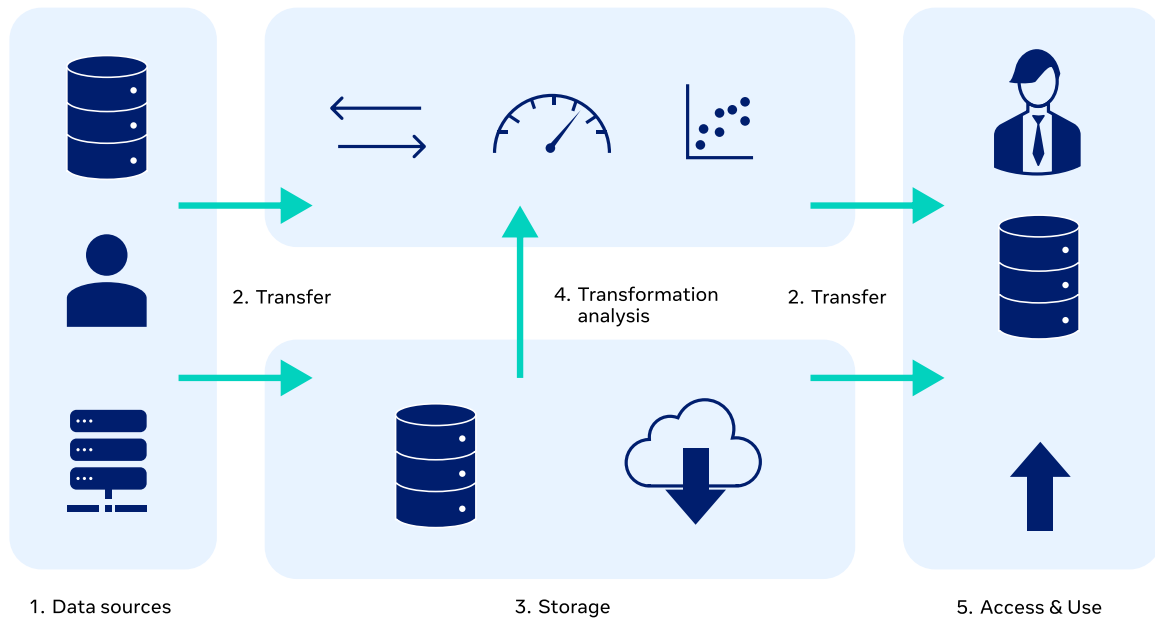 2. Transfer
4. Transformation
analysis
2. Transfer
1. Data sources
3. Storage
5. Access & Use